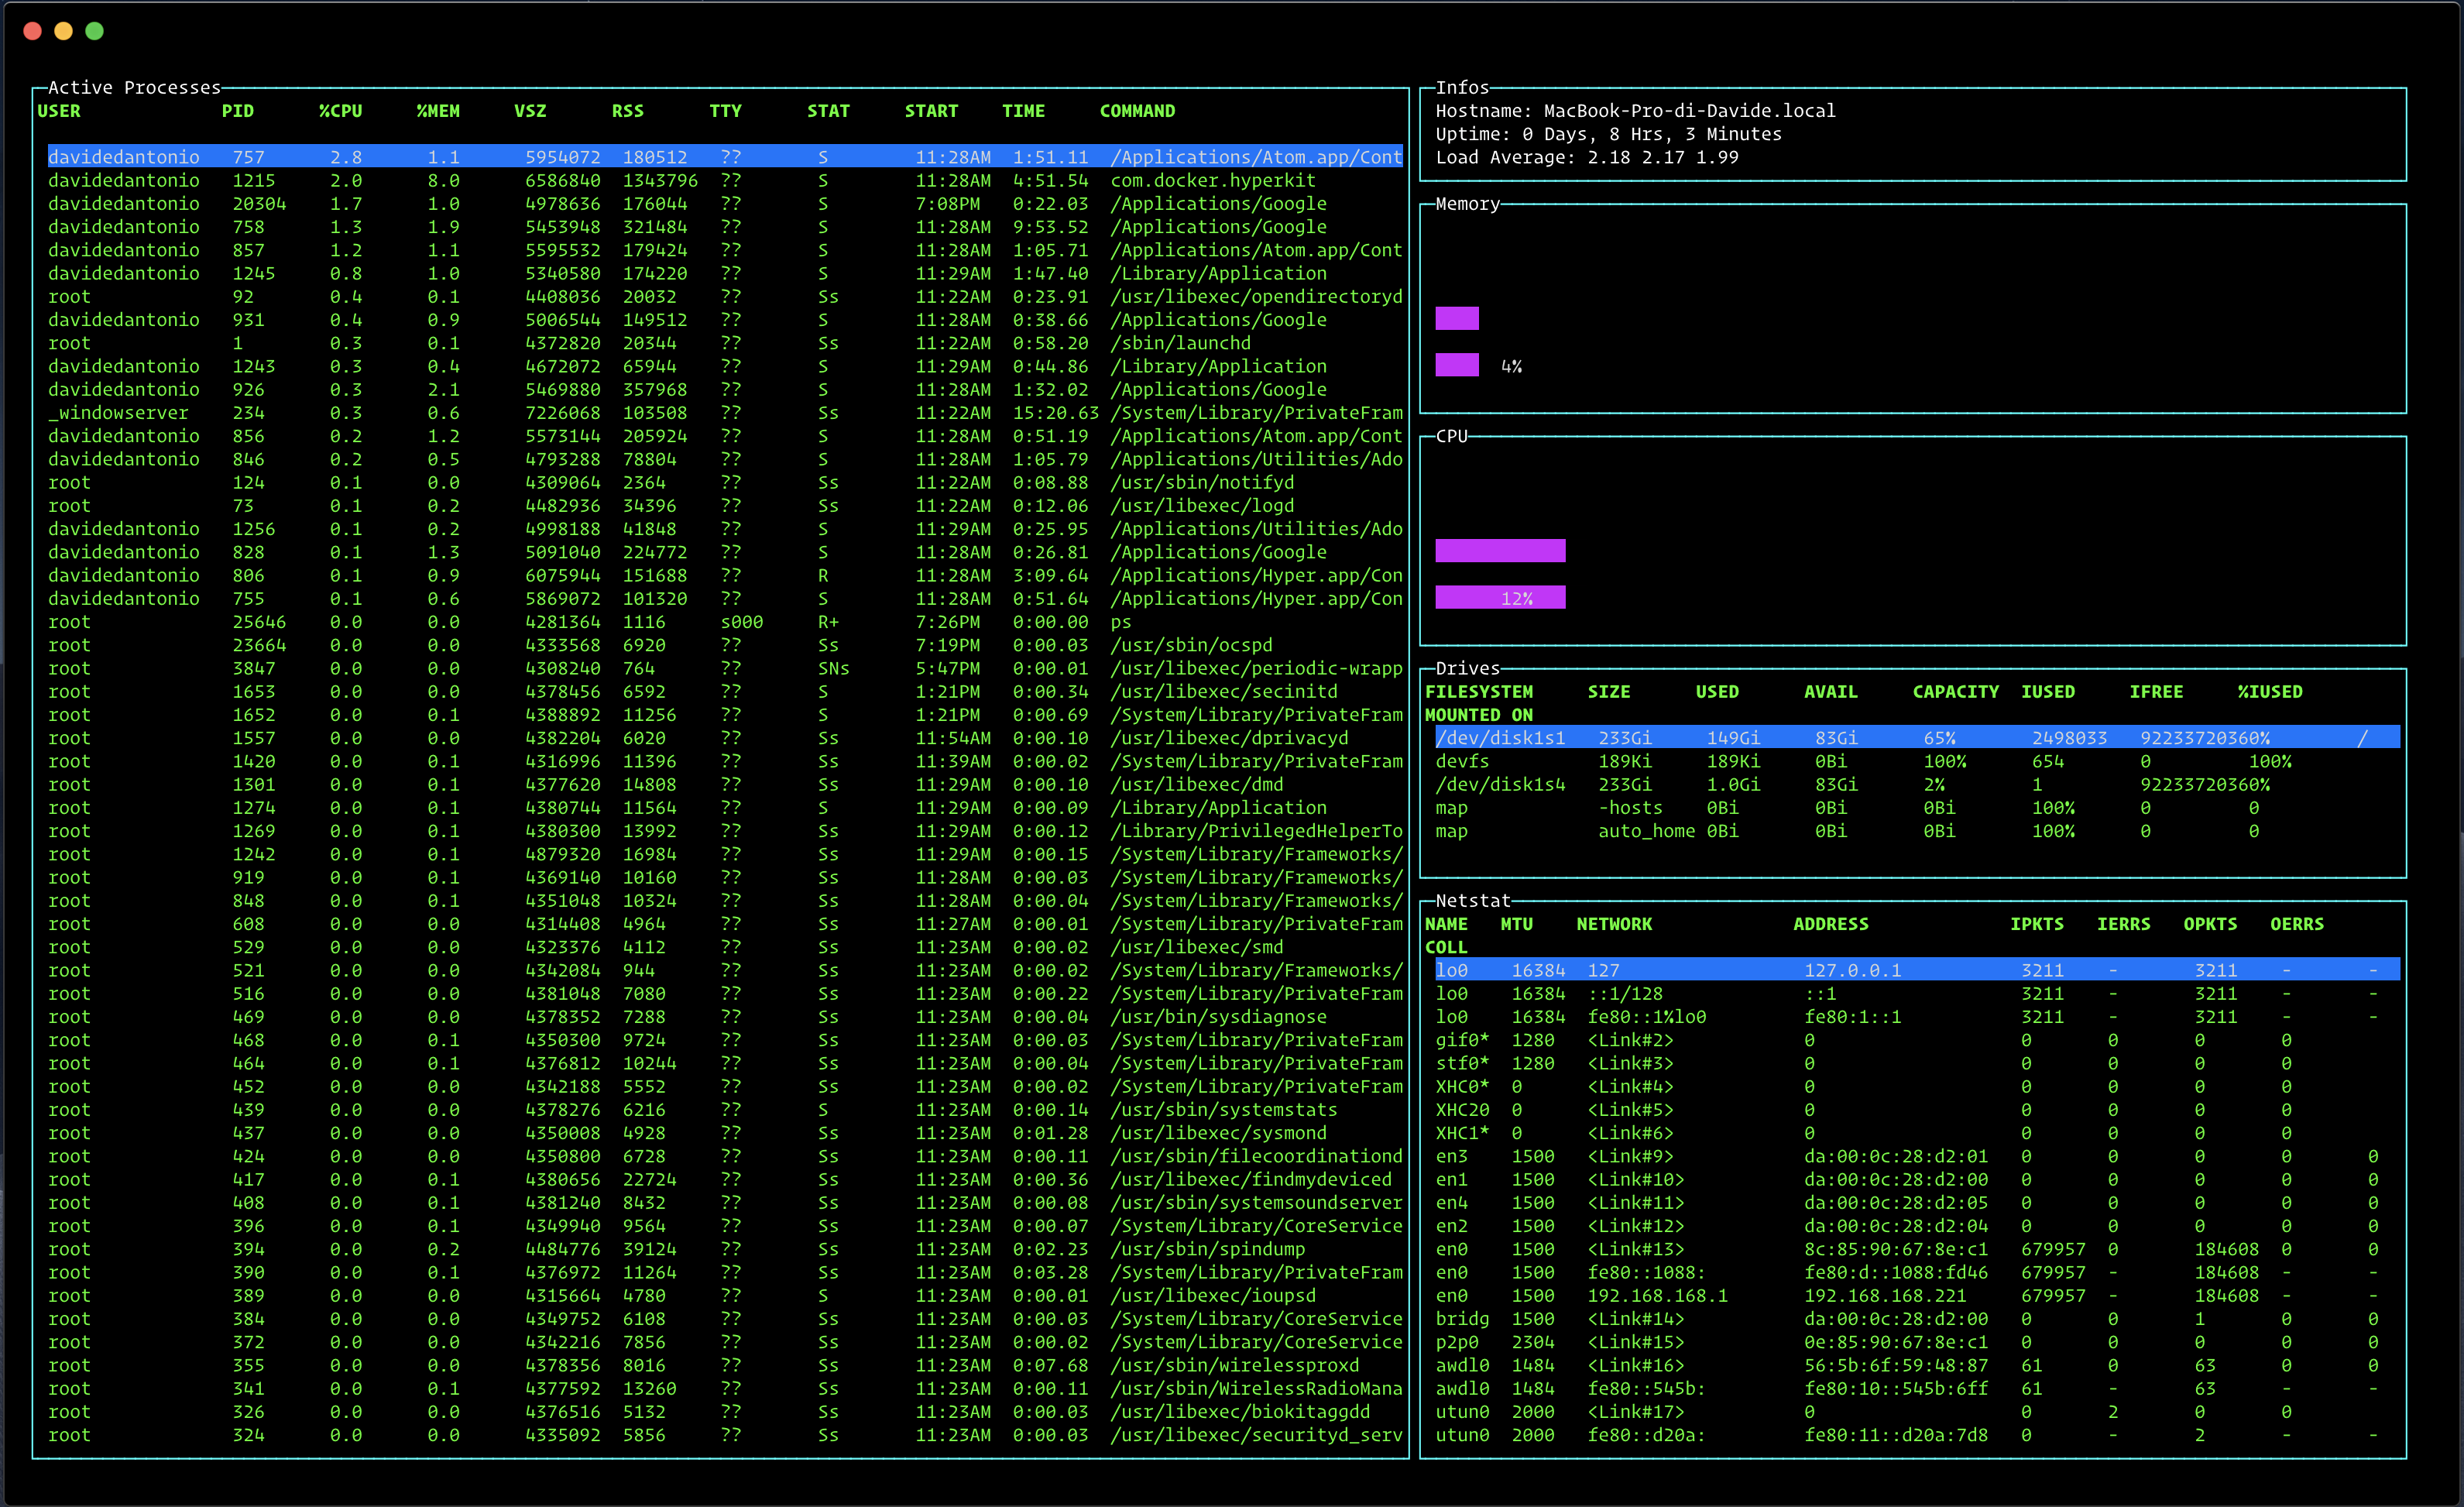 Active Processes
USER PID %CPU %MEM VSZ RSS TTY STAT START TIME COMMAND
davidedantonio 757 2.8 1.1 5954072 180512 ?? S 11:28AM 1:51.11 /Applications/Atom.app/Cont
davidedantonio 1215 2.0 8.0 6586840 1343796 ?? S 11:28AM 4:51.54 com.docker.hyperkit
davidedantonio 20304 1.7 1.0 4978636 176044 ?? S 7:08PM 0:22.03 /Applications/Google
davidedantonio 758 1.3 1.9 5453948 321484 ?? S 11:28AM 9:53.52 /Applications/Google
davidedantonio 857 1.2 1.1 5595532 179424 ?? S 11:28AM 1:05.71 /Applications/Atom.app/Cont
davidedantonio 1245 0.8 1.0 5340580 174220 ?? S 11:29AM 1:47.40 /Library/Application
root 92 0.4 0.1 4408036 20032 ?? Ss 11:22AM 0:23.91 /usr/libexec/opendirectoryd
davidedantonio 931 0.4 0.9 5006544 149512 ?? S 11:28AM 0:38.66 /Applications/Google
root 1 0.3 0.1 4372820 20344 ?? Ss 11:22AM 0:58.20 /sbin/launchd
davidedantonio 1243 0.3 0.4 4672072 65944 ?? S 11:29AM 0:44.86 /Library/Application
davidedantonio 926 0.3 2.1 5469880 357968 ?? S 11:28AM 1:32.02 /Applications/Google
_windowserver 234 0.3 0.6 7226068 103508 ?? Ss 11:22AM 15:20.63 /System/Library/PrivateFram
davidedantonio 856 0.2 1.2 5573144 205924 ?? S 11:28AM 0:51.19 /Applications/Atom.app/Cont
davidedantonio 846 0.2 0.5 4793288 78804 ?? S 11:28AM 1:05.79 /Applications/Utilities/Ado
root 124 0.1 0.0 4309064 2364 ?? Ss 11:22AM 0:08.88 /usr/sbin/notifyd
root 73 0.1 0.2 4482936 34396 ?? Ss 11:22AM 0:12.06 /usr/libexec/logd
davidedantonio 1256 0.1 0.2 4998188 41848 ?? S 11:29AM 0:25.95 /Applications/Utilities/Ado
davidedantonio 828 0.1 1.3 5091040 224772 ?? S 11:28AM 0:26.81 /Applications/Google
davidedantonio 806 0.1 0.9 6075944 151688 ?? R 11:28AM 3:09.64 /Applications/Hyper.app/Con
davidedantonio 755 0.1 0.6 5869072 101320 ?? S 11:28AM 0:51.64 /Applications/Hyper.app/Con
root 25646 0.0 0.0 4281364 1116 s000 R+ 7:26PM 0:00.00 ps
root 23664 0.0 0.0 4333568 6920 ?? Ss 7:19PM 0:00.03 /usr/sbin/ocspd
root 3847 0.0 0.0 4308240 764 ?? SNs 5:47PM 0:00.01 /usr/libexec/periodic-wrapp
root 1653 0.0 0.0 4378456 6592 ?? S 1:21PM 0:00.34 /usr/libexec/secinitd
root 1652 0.0 0.1 4388892 11256 ?? S 1:21PM 0:00.69 /System/Library/PrivateFram
root 1557 0.0 0.0 4382204 6020 ?? Ss 11:54AM 0:00.10 /usr/libexec/dprivacyd
root 1420 0.0 0.1 4316996 11396 ?? Ss 11:39AM 0:00.02 /System/Library/PrivateFram
root 1301 0.0 0.1 4377620 14808 ?? Ss 11:29AM 0:00.10 /usr/libexec/dmd
root 1274 0.0 0.1 4380744 11564 ?? S 11:29AM 0:00.09 /Library/Application
root 1269 0.0 0.1 4380300 13992 ?? Ss 11:29AM 0:00.12 /Library/PrivilegedHelperTo
root 1242 0.0 0.1 4879320 16984 ?? Ss 11:29AM 0:00.15 /System/Library/Frameworks/
root 919 0.0 0.1 4369140 10160 ?? Ss 11:28AM 0:00.03 /System/Library/Frameworks/
root 848 0.0 0.1 4351048 10324 ?? Ss 11:28AM 0:00.04 /System/Library/Frameworks/
root 608 0.0 0.0 4314408 4964 ?? Ss 11:27AM 0:00.01 /System/Library/PrivateFram
root 529 0.0 0.0 4323376 4112 ?? Ss 11:23AM 0:00.02 /usr/libexec/smd
root 521 0.0 0.0 4342084 944 ?? Ss 11:23AM 0:00.02 /System/Library/Frameworks/
root 516 0.0 0.0 4381048 7080 ?? Ss 11:23AM 0:00.22 /System/Library/PrivateFram
root 469 0.0 0.0 4378352 7288 ?? Ss 11:23AM 0:00.04 /usr/bin/sysdiagnose
root 468 0.0 0.1 4350300 9724 ?? Ss 11:23AM 0:00.03 /System/Library/PrivateFram
root 464 0.0 0.1 4376812 10244 ?? Ss 11:23AM 0:00.04 /System/Library/PrivateFram
root 452 0.0 0.0 4342188 5552 ?? Ss 11:23AM 0:00.02 /System/Library/PrivateFram
root 439 0.0 0.0 4378276 6216 ?? S 11:23AM 0:00.14 /usr/sbin/systemstats
root 437 0.0 0.0 4350008 4928 ?? Ss 11:23AM 0:01.28 /usr/libexec/sysmond
root 424 0.0 0.0 4350800 6728 ?? Ss 11:23AM 0:00.11 /usr/sbin/filecoordinationd
root 417 0.0 0.1 4380656 22724 ?? Ss 11:23AM 0:00.36 /usr/libexec/findmydeviced
root 408 0.0 0.1 4381240 8432 ?? Ss 11:23AM 0:00.08 /usr/sbin/systemsoundserver
root 396 0.0 0.1 4349940 9564 ?? Ss 11:23AM 0:00.07 /System/Library/CoreService
root 394 0.0 0.2 4484776 39124 ?? Ss 11:23AM 0:02.23 /usr/sbin/spindump
root 390 0.0 0.1 4376972 11264 ?? Ss 11:23AM 0:03.28 /System/Library/PrivateFram
root 389 0.0 0.0 4315664 4780 ?? S 11:23AM 0:00.01 /usr/libexec/ioupsd
root 384 0.0 0.0 4349752 6108 ?? Ss 11:23AM 0:00.03 /System/Library/CoreService
root 372 0.0 0.0 4342216 7856 ?? Ss 11:23AM 0:00.02 /System/Library/CoreService
root 355 0.0 0.0 4378356 8016 ?? Ss 11:23AM 0:07.68 /usr/sbin/wirelessproxd
root 341 0.0 0.1 4377592 13260 ?? Ss 11:23AM 0:00.11 /usr/sbin/WirelessRadioMana
root 326 0.0 0.0 4376516 5132 ?? Ss 11:23AM 0:00.03 /usr/libexec/biokitaggdd
root 324 0.0 0.0 4335092 5856 ?? Ss 11:23AM 0:00.03 /usr/libexec/securityd_serv
Infos
Hostname: MacBook-Pro-di-Davide.local
Uptime: 0 Days, 8 Hrs, 3 Minutes
Load Average: 2.18 2.17 1.99
Memory
4%
CPU
12%
Drives
FILESYSTEM SIZE USED AVAIL CAPACITY IUSED IFREE %IUSED
MOUNTED ON
/dev/disk1s1 233Gi 149Gi 83Gi 65% 2498033 92233720360% /
devfs 189Ki 189Ki 0Bi 100% 654 0 100%
/dev/disk1s4 233Gi 1.0Gi 83Gi 2% 1 92233720360%
map -hosts 0Bi 0Bi 0Bi 100% 0 0
map auto_home 0Bi 0Bi 0Bi 100% 0 0
Netstat
NAME MTU NETWORK ADDRESS IPKTS IERRS OPKTS OERRS
COLL
lo0 16384 127 127.0.0.1 3211 - 3211 - -
lo0 16384 ::1/128 ::1 3211 - 3211 - -
lo0 16384 fe80::1%lo0 fe80:1::1 3211 - 3211 - -
gif0* 1280 <Link#2> 0 0 0 0 0
stf0* 1280 <Link#3> 0 0 0 0 0
XHC0* 0 <Link#4> 0 0 0 0 0
XHC20 0 <Link#5> 0 0 0 0 0
XHC1* 0 <Link#6> 0 0 0 0 0
en3 1500 <Link#9> da:00:0c:28:d2:01 0 0 0 0 0
en1 1500 <Link#10> da:00:0c:28:d2:00 0 0 0 0 0
en4 1500 <Link#11> da:00:0c:28:d2:05 0 0 0 0 0
en2 1500 <Link#12> da:00:0c:28:d2:04 0 0 0 0 0
en0 1500 <Link#13> 8c:85:90:67:8e:c1 679957 0 184608 0 0
en0 1500 fe80::1088: fe80:d::1088:fd46 679957 - 184608 - -
en0 1500 192.168.168.1 192.168.168.221 679957 - 184608 - -
bridg 1500 <Link#14> da:00:0c:28:d2:00 0 0 1 0 0
p2p0 2304 <Link#15> 0e:85:90:67:8e:c1 0 0 0 0 0
awdl0 1484 <Link#16> 56:5b:6f:59:48:87 61 0 63 0 0
awdl0 1484 fe80::545b: fe80:10::545b:6ff 61 - 63 - -
utun0 2000 <Link#17> 0 0 2 0 0
utun0 2000 fe80::d20a: fe80:11::d20a:7d8 0 - 2 - -